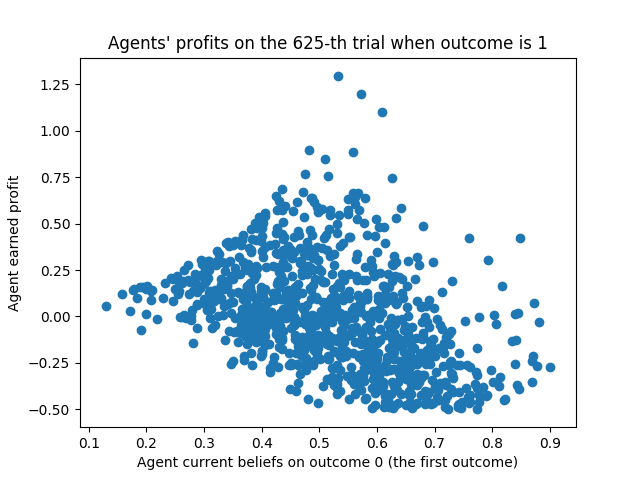 Agents' profits on the 625-th trial when outcome is 1
Agent earned profit
1.25
1.00
0.75
0.50
0.25
0.00
−0.25
−0.50
0.1 0.2 0.3 0.4 0.5 0.6 0.7 0.8 0.9
Agent current beliefs on outcome 0 (the first outcome)